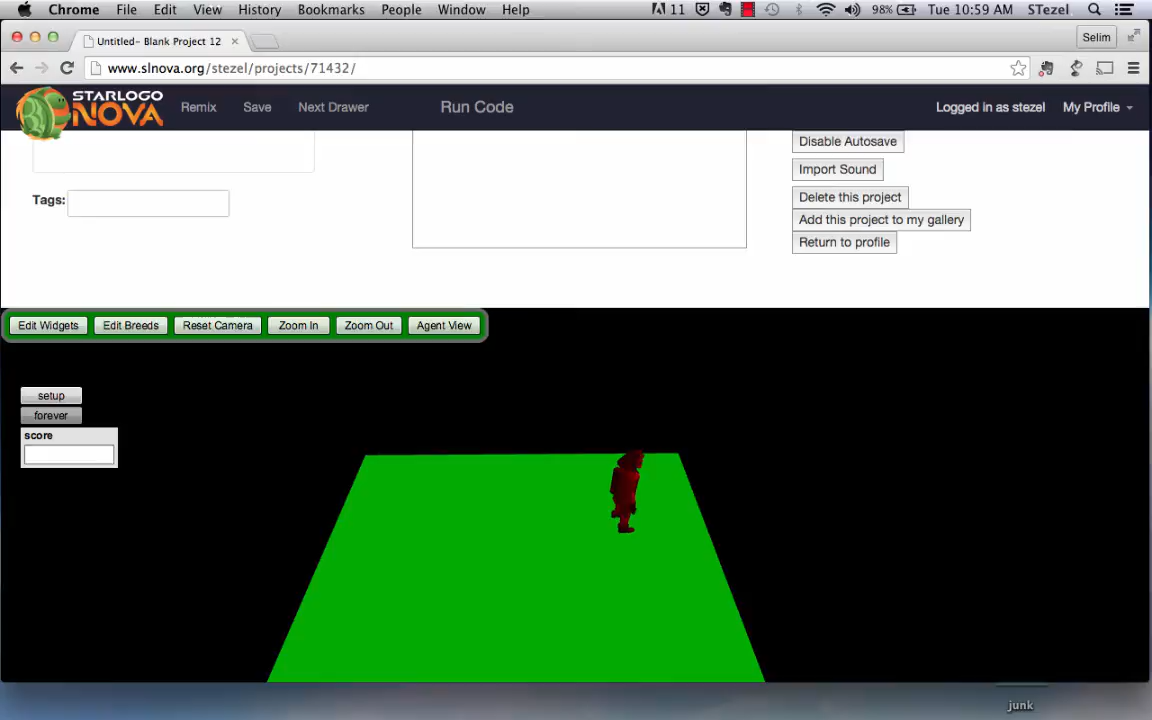 Chrome File Edit View History Bookmarks People Window Help 11 98% Tue 10:59 AM STezel
Untitled- Blank Project 12 Selim
www.slnova.org/stezel/projects/71432/
STARLOGO NOVA Remix Save Next Drawer Run Code Logged in as stezel My Profile
Disable Autosave
Import Sound
Tags: Delete this project
Add this project to my gallery
Return to profile
Edit Widgets Edit Breeds Reset Camera Zoom In Zoom Out Agent View
setup
forever
score
junk